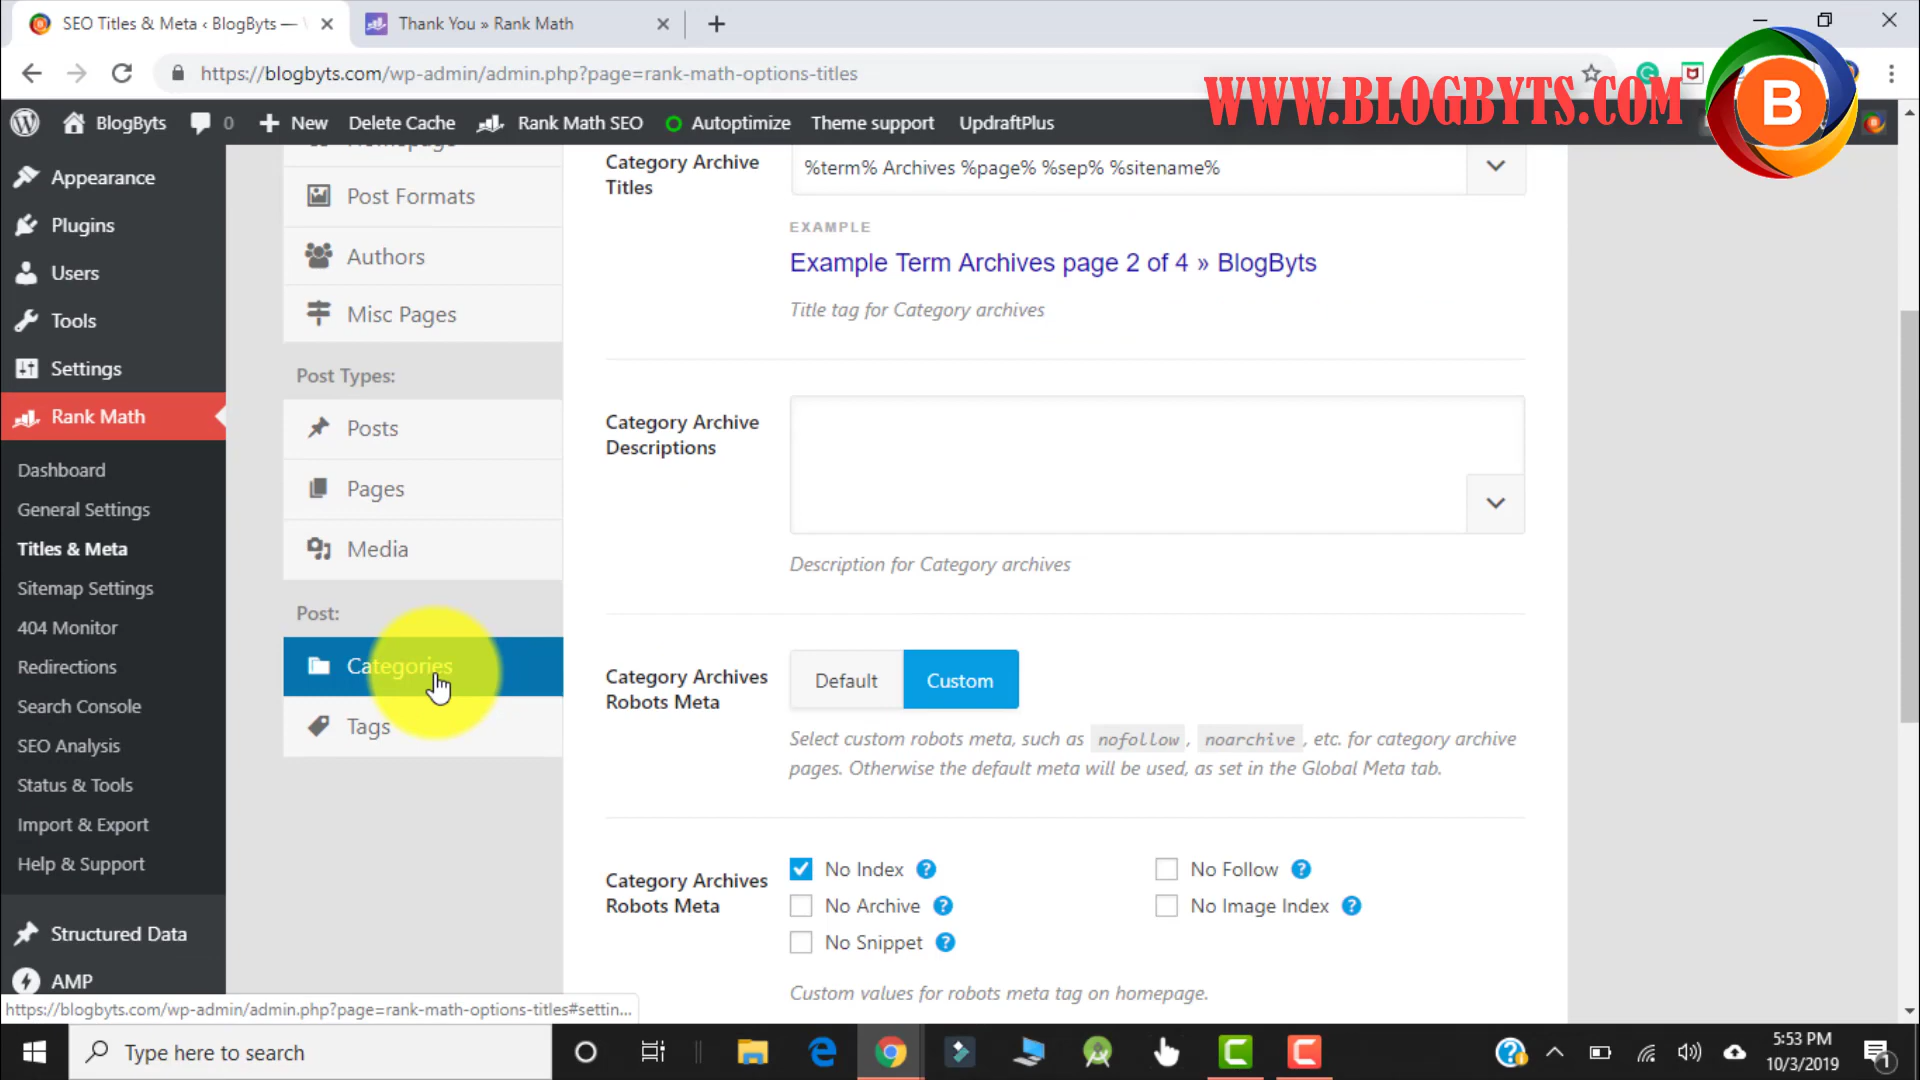 SEO Titles & Meta ‹ BlogByts —
Thank You » Rank Math
https://blogbyts.com/wp-admin/admin.php?page=rank-math-options-titles
WWW.BLOGBYTS.COM
B
BlogByts
0
New
Delete Cache
Rank Math SEO
Autoptimize
Theme support
UpdraftPlus
Appearance
Plugins
Users
Tools
Settings
Rank Math
Dashboard
General Settings
Titles & Meta
Sitemap Settings
404 Monitor
Redirections
Search Console
SEO Analysis
Status & Tools
Import & Export
Help & Support
Structured Data
AMP
Homepage
Post Formats
Authors
Misc Pages
Post Types:
Posts
Pages
Media
Post:
Categories
Tags
Category Archive
Titles
%term% Archives %page% %sep% %sitename%
EXAMPLE
Example Term Archives page 2 of 4 » BlogByts
Title tag for Category archives
Category Archive
Descriptions
Description for Category archives
Category Archives
Robots Meta
Default
Custom
Select custom robots meta, such as nofollow, noarchive, etc. for category archive
pages. Otherwise the default meta will be used, as set in the Global Meta tab.
Category Archives
Robots Meta
No Index
No Follow
No Archive
No Image Index
No Snippet
Custom values for robots meta tag on homepage.
https://blogbyts.com/wp-admin/admin.php?page=rank-math-options-titles#settin...
Type here to search
5:53 PM
10/3/2019
1